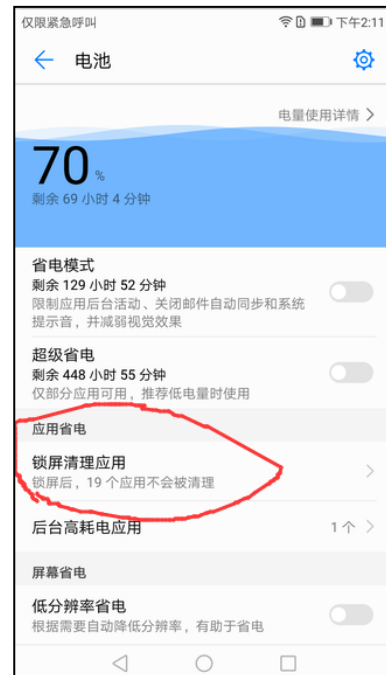 仅限紧急呼叫 下午2:11
电池
电量使用详情
70%
剩余 69 小时 4 分钟
省电模式
剩余 129 小时 52 分钟
限制应用后台活动、关闭邮件自动同步和系统
提示音，并减弱视觉效果
超级省电
剩余 448 小时 55 分钟
仅部分应用可用，推荐低电量时使用
应用省电
锁屏清理应用
锁屏后，19 个应用不会被清理
后台高耗电应用 1 个
屏幕省电
低分辨率省电
根据需要自动降低分辨率，有助于省电